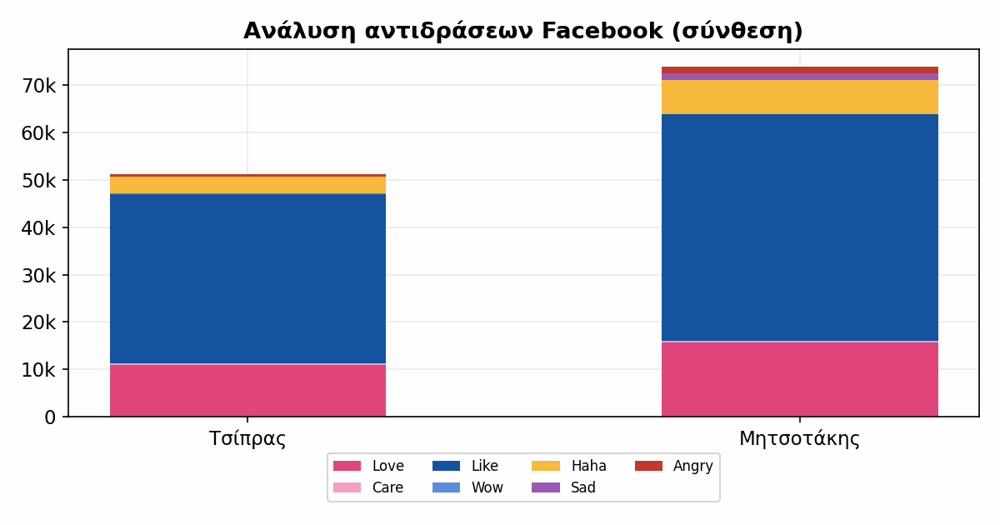 Ανάλυση αντιδράσεων Facebook (σύνθεση)
70k
60k
50k
40k
30k
20k
10k
0
Τσίπρας Μητσοτάκης
Love Like Haha Angry
Care Wow Sad